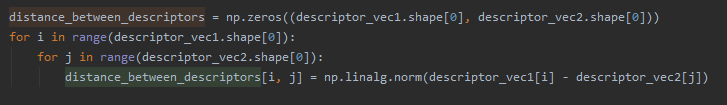 distance_between_descriptors = np.zeros((descriptor_vec1.shape[0], descriptor_vec2.shape[0]))
for i in range(descriptor_vec1.shape[0]):
    for j in range(descriptor_vec2.shape[0]):
        distance_between_descriptors[i, j] = np.linalg.norm(descriptor_vec1[i] - descriptor_vec2[j])